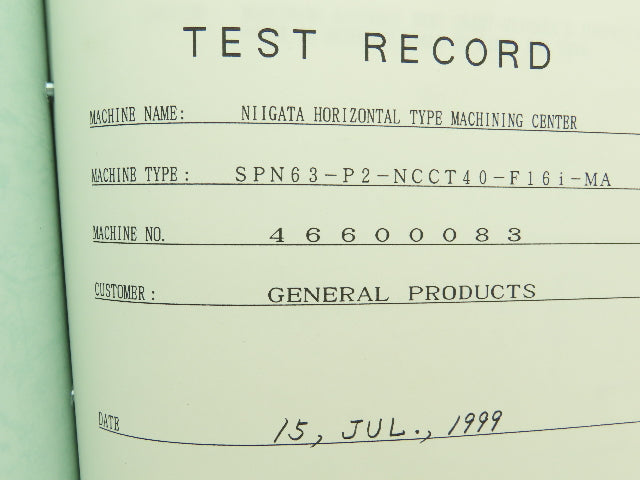 TEST RECORD
MACHINE NAME: NIIGATA HORIZONTAL TYPE MACHINING CENTER
MACHINE TYPE: SPN63-P2-NCCT40-F16i-MA
MACHINE NO. 46600083
CUSTOMER: GENERAL PRODUCTS
DATE 15, JUL., 1999